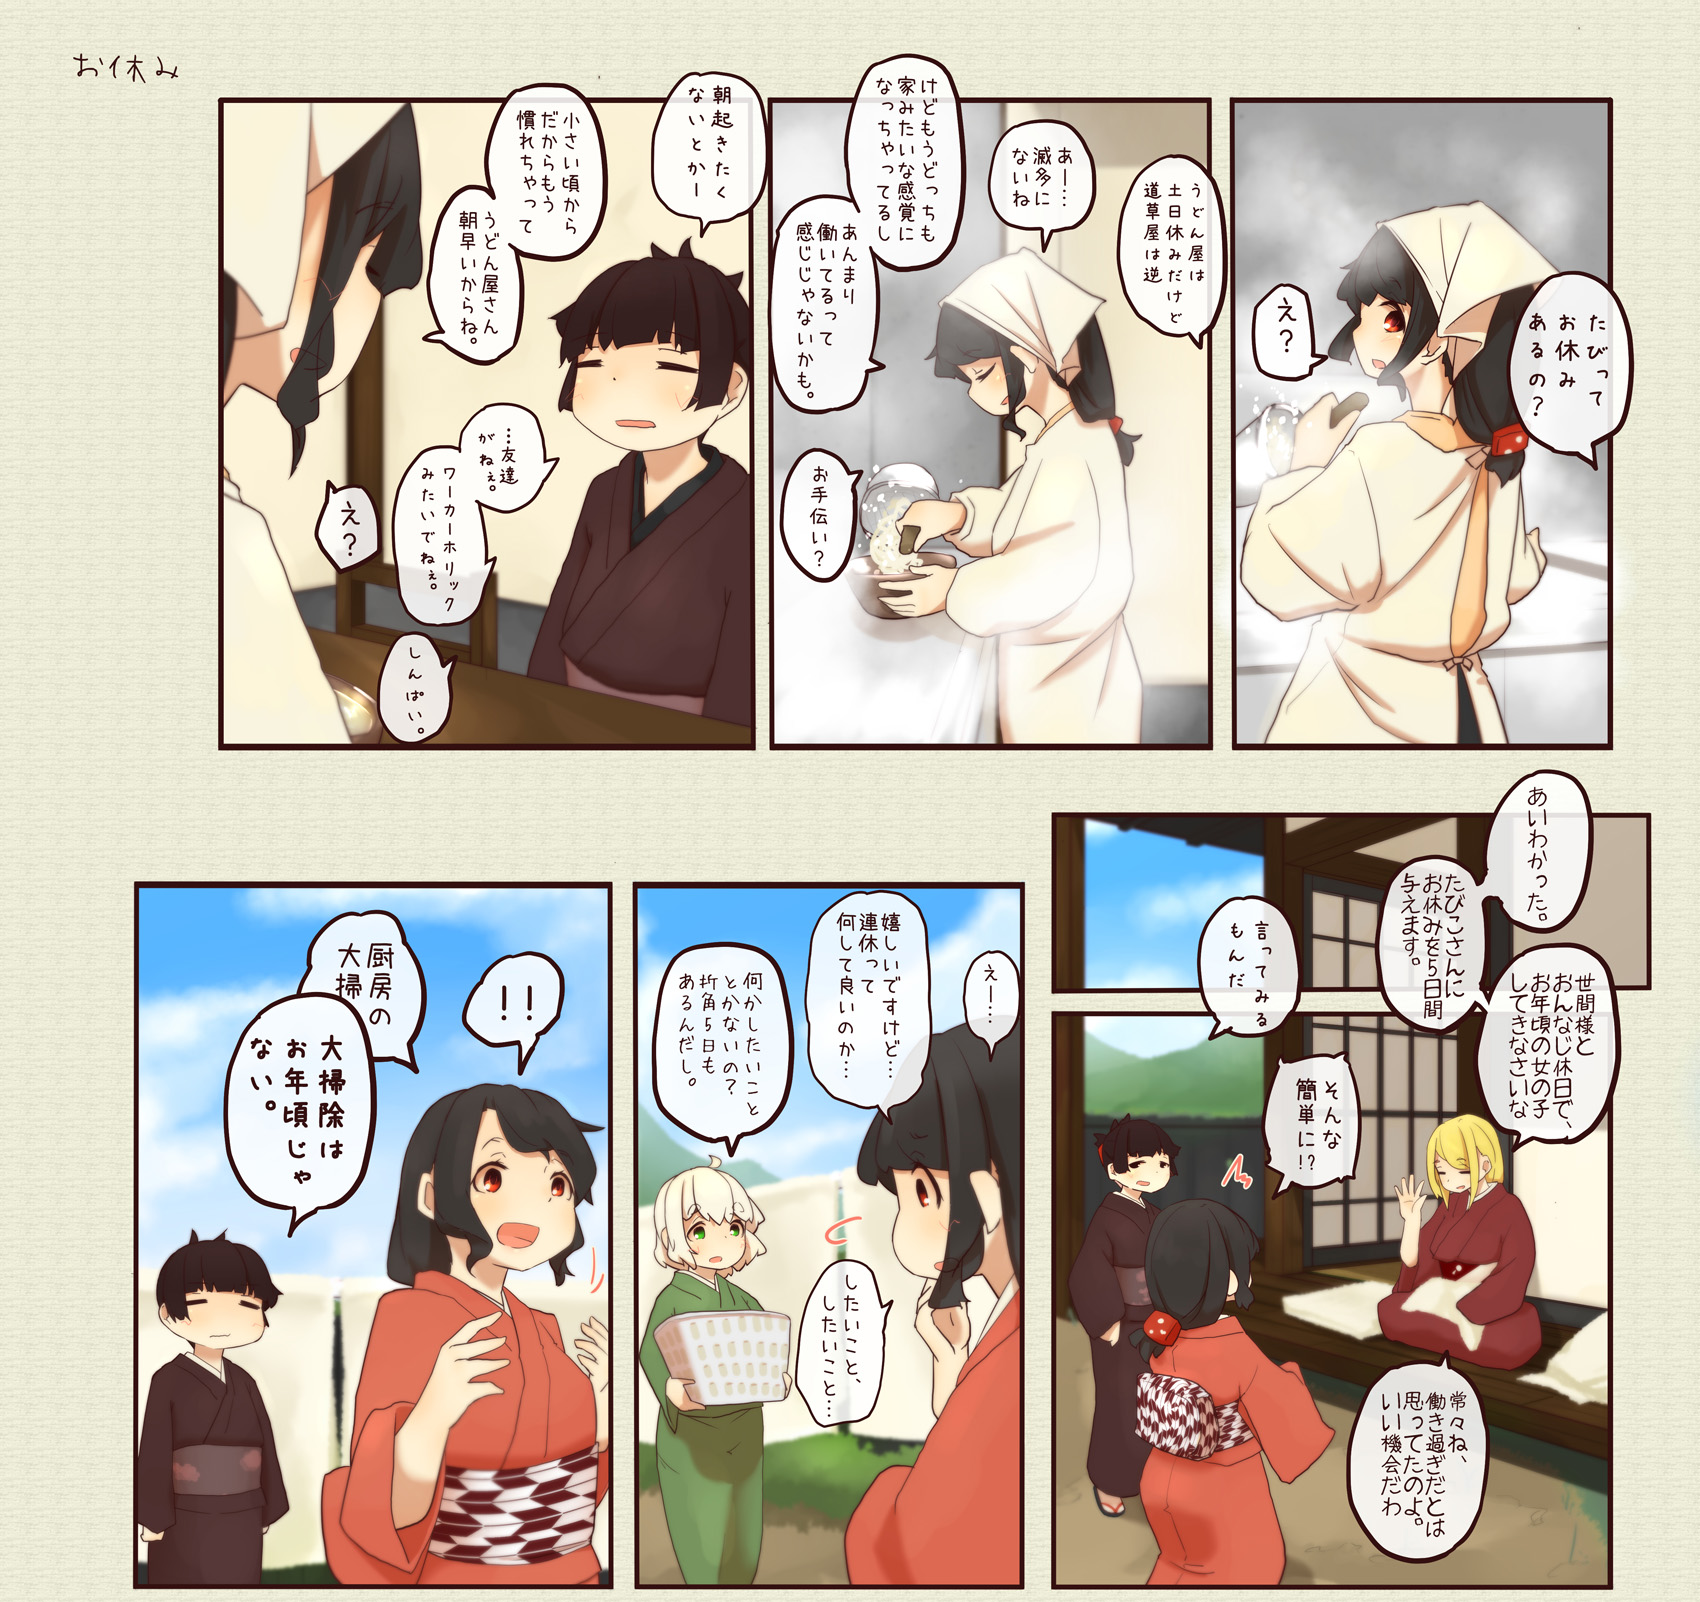 お休み
たびって
お休み
あるの?
え?
うどん屋は
土日休みだけど
道草屋は逆
あー…
滅多に
ないね
けどもうどっちも
家みたいな感覚に
なっちゃってるし
あんまり
働いてるって
感じじゃないかも。
お手伝い?
朝起きたく
ないとかー
小さい頃から
だからもう
慣れちゃって
うどん屋さん
朝早いからね。
…友達
がねぇ。
ワーカーホリック
みたいでねぇ。
え?
しんぱい。
あいわかった。
たびこさんに
お休みを5日間
与えます。
世間様と
おんなじ休日で、
お年頃の女の子
してきなさいな
言ってみる
もんだ
そんな
簡単に!?
常々ね、
働き過ぎだとは
思ってたのよ。
いい機会だわ
えー…
嬉しいですけど…
連休って
何して良いのか…
何かしたいこと
とかないの?
折角5日も
あるんだし。
したいこと、
したいこと…
!!
厨房の
大掃
大掃除は
お年頃じゃ
ない。